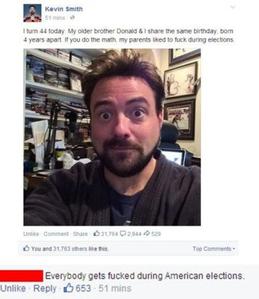 Kevin Smith
51 mins
I turn 44 today. My older brother Donald & I share the same birthday, born
4 years apart. If you do the math, my parents liked to fuck during elections.
Unlike · Comment · Share 31,764 2,844 529
You and 31,763 others like this.
Top Comments
Everybody gets fucked during American elections.
Unlike · Reply · 653 · 51 mins